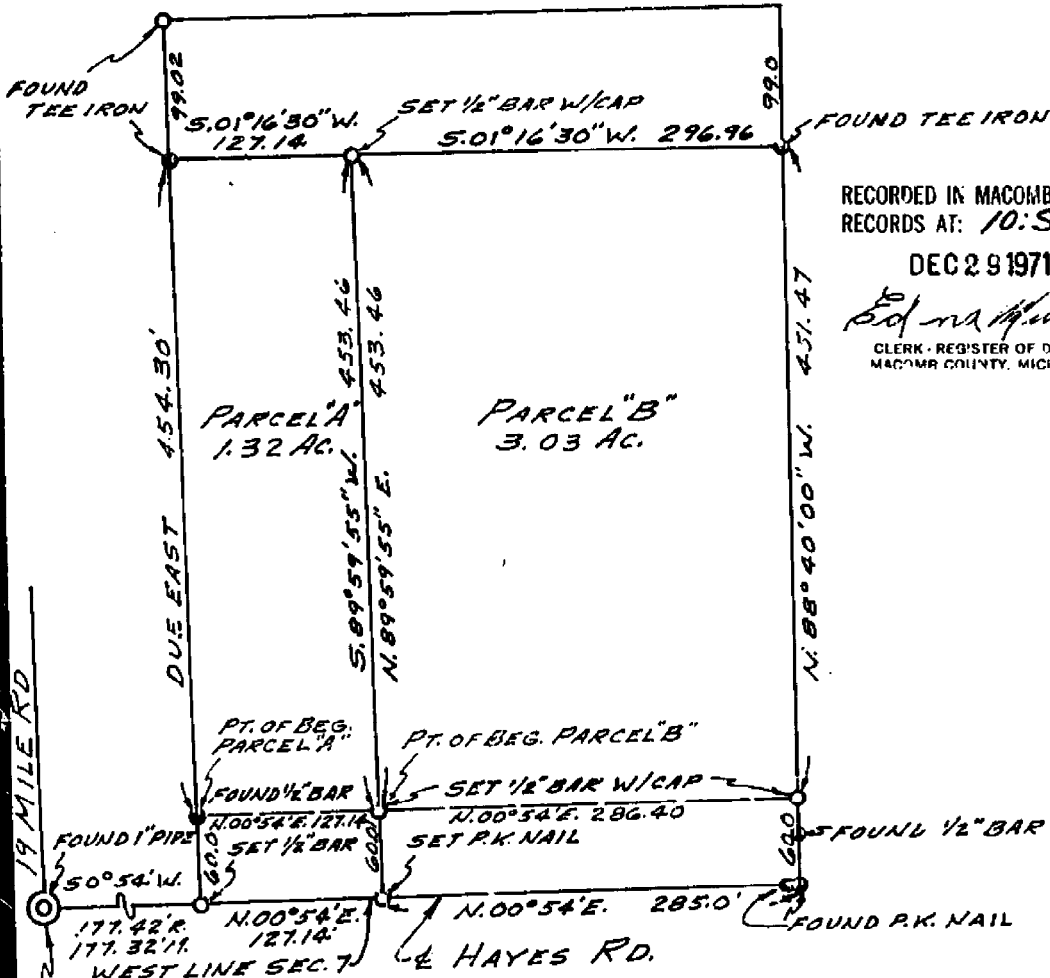 FOUND
TEE IRON
99.02
S.01°16'30"W.
127.14
SET 1/2" BAR W/CAP
S.01°16'30"W. 296.96
99.0
FOUND TEE IRON
RECORDED IN MACOMB
RECORDS AT: 10:5
DEC 29 1971
CLERK - REGISTER OF D
MACOMB COUNTY, MICH
DUE EAST 454.30'
PARCEL "A"
1.32 AC.
S.89°59'55"W. 453.46
N.89°59'55"E. 453.46
PARCEL "B"
3.03 AC.
N.88°40'00"W. 451.47
19 MILE RD
PT. OF BEG.
PARCEL "A"
PT. OF BEG. PARCEL "B"
FOUND 1/2" BAR
SET 1/2" BAR W/CAP
N.00°54'E. 127.14
N.00°54'E. 286.40
FOUND 1" PIPE
60.0
SET 1/2" BAR
60.0
SET P.K. NAIL
60.0
FOUND 1/2" BAR
S0°54'W.
177.42'R.
177.32'M.
N.00°54'E.
127.14'
N.00°54'E. 285.0'
FOUND P.K. NAIL
WEST LINE SEC. 7
℄ HAYES RD.